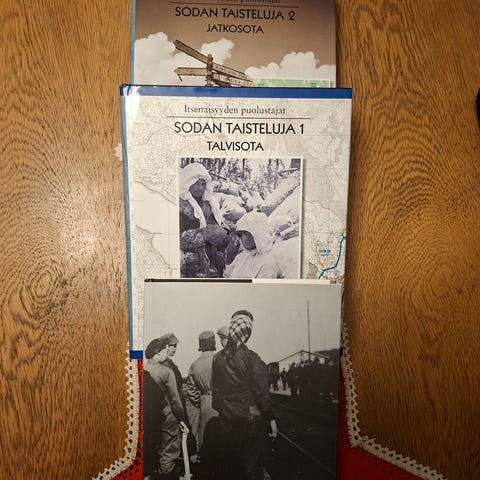 SODAN TAISTELUJA 2
JATKOSOTA
Itsenäisyyden puolustajat
SODAN TAISTELUJA 1
TALVISOTA